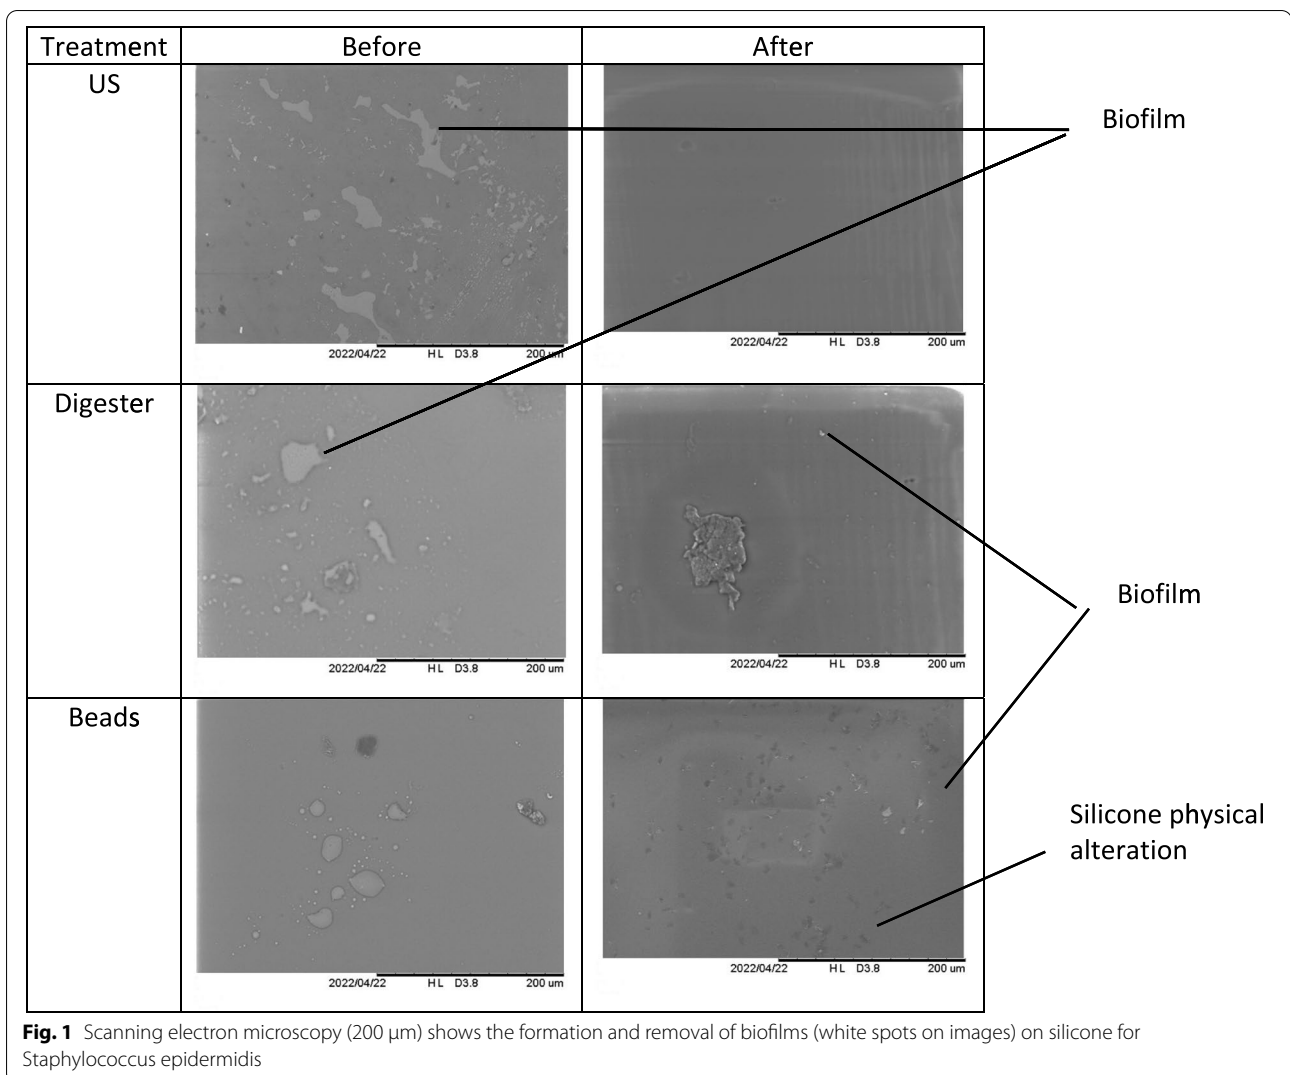 Treatment Before After
US
Biofilm
2022/04/22 HL D3.8 200 um
2022/04/22 HL D3.8 200 um
Digester
Biofilm
2022/04/22 HL D3.8 200 um
2022/04/22 HL D3.8 200 um
Beads
Silicone physical
alteration
2022/04/22 HL D3.8 200 um
2022/04/22 HL D3.8 200 um
Fig. 1 Scanning electron microscopy (200 µm) shows the formation and removal of biofilms (white spots on images) on silicone for
Staphylococcus epidermidis